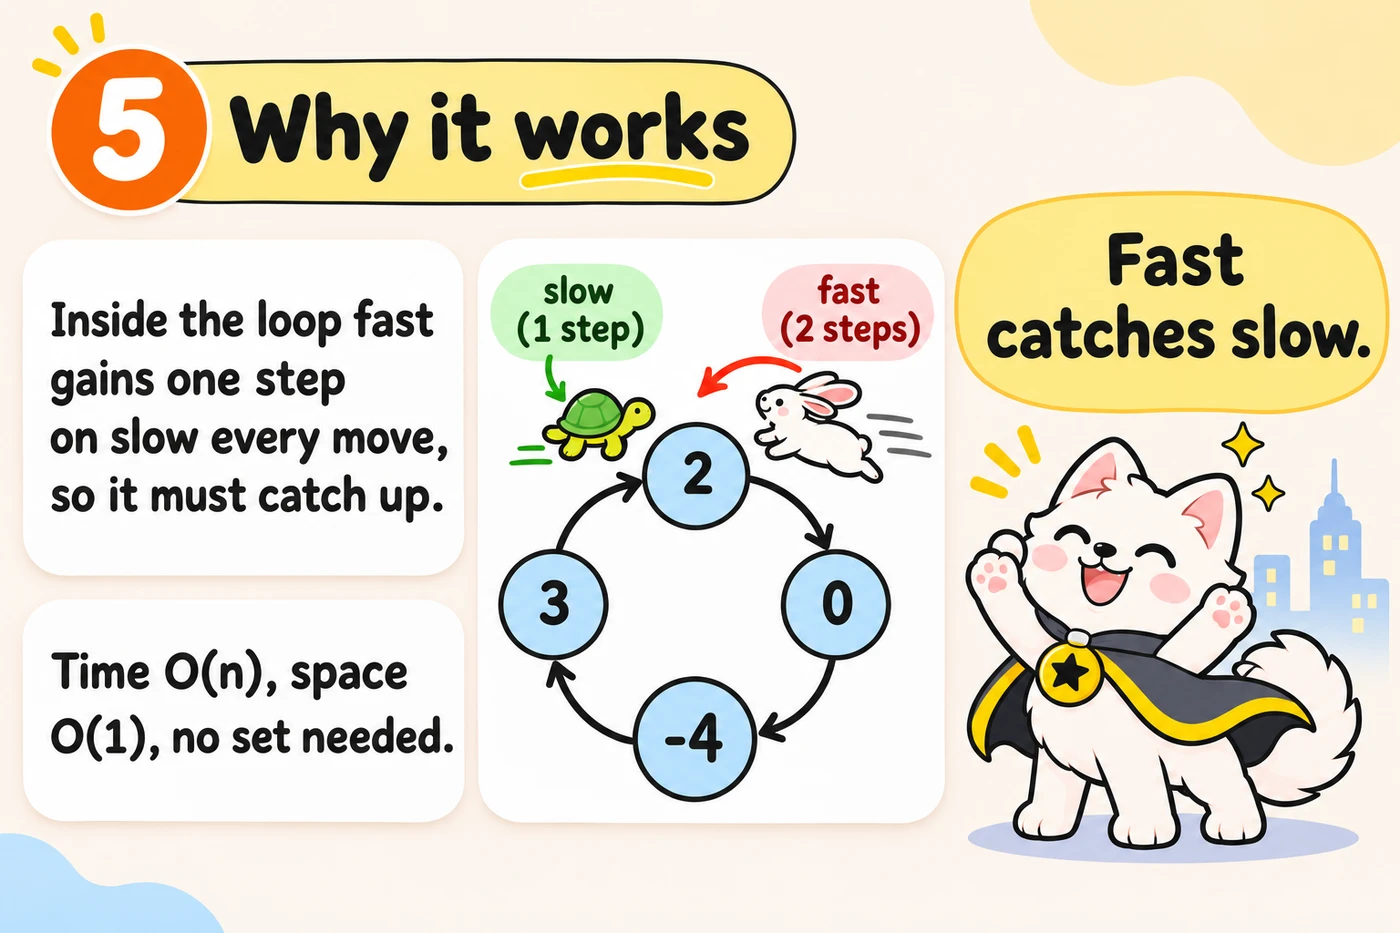 5
Why it works
Inside the loop fast
gains one step
on slow every move,
so it must catch up.
Time O(n), space
O(1), no set needed.
slow
(1 step)
fast
(2 steps)
2
3
0
-4
Fast
catches slow.